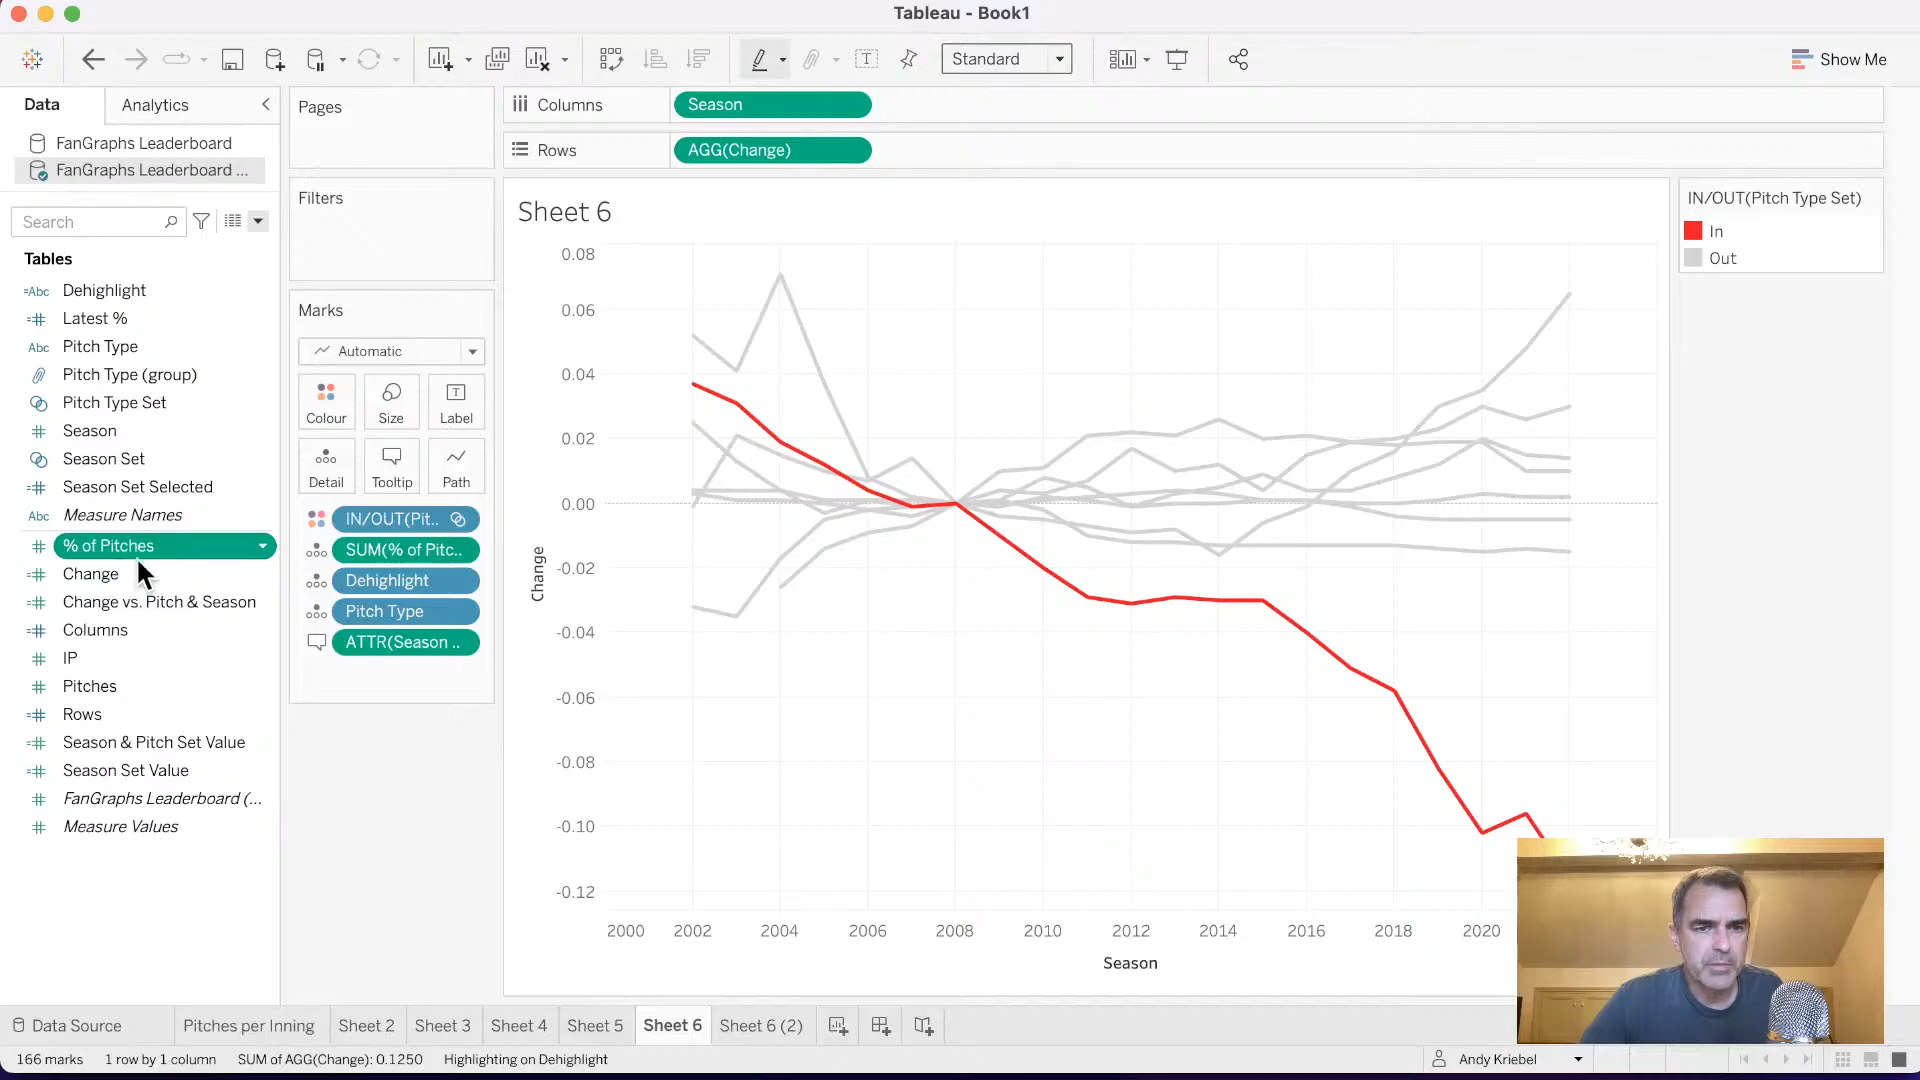 Tableau - Book1
Standard
Show Me
Data
Analytics
FanGraphs Leaderboard
FanGraphs Leaderboard ...
Search
Tables
=Abc Dehighlight
Latest %
Abc Pitch Type
Pitch Type (group)
Pitch Type Set
Season
Season Set
Season Set Selected
Abc Measure Names
% of Pitches
Change
Change vs. Pitch & Season
Columns
IP
Pitches
Rows
Season & Pitch Set Value
Season Set Value
FanGraphs Leaderboard (...
Measure Values
Pages
Filters
Marks
Automatic
Colour
Size
Label
Detail
Tooltip
Path
IN/OUT(Pit..
SUM(% of Pitc..
Dehighlight
Pitch Type
ATTR(Season ..
Columns
Season
Rows
AGG(Change)
Sheet 6
0.08
0.06
0.04
0.02
0.00
-0.02
-0.04
-0.06
-0.08
-0.10
-0.12
Change
2000
2002
2004
2006
2008
2010
2012
2014
2016
2018
2020
Season
IN/OUT(Pitch Type Set)
In
Out
Data Source
Pitches per Inning
Sheet 2
Sheet 3
Sheet 4
Sheet 5
Sheet 6
Sheet 6 (2)
166 marks
1 row by 1 column
SUM of AGG(Change): 0.1250
Highlighting on Dehighlight
Andy Kriebel